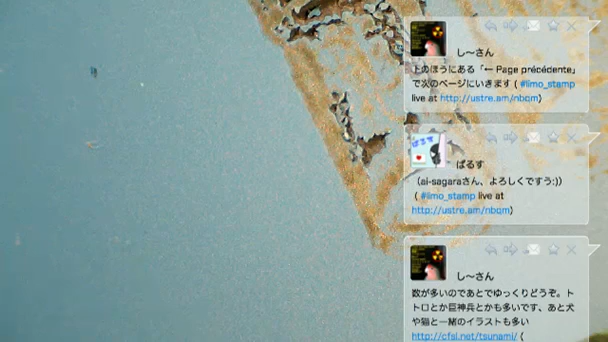 し〜さん
下のほうにある「← Page précédente」
で次のページにいきます ( #limo_stamp
live at http://ustre.am/nbqm)
ぱるす
ぱるす
（ai-sagaraさん、よろしくですう:)）
( #limo_stamp live at
http://ustre.am/nbqm)
し〜さん
数が多いのであとでゆっくりどうぞ。ト
トロとか巨神兵とかも多いです、あと犬
や猫と一緒のイラストも多い
http://cfsl.net/tsunami/ (